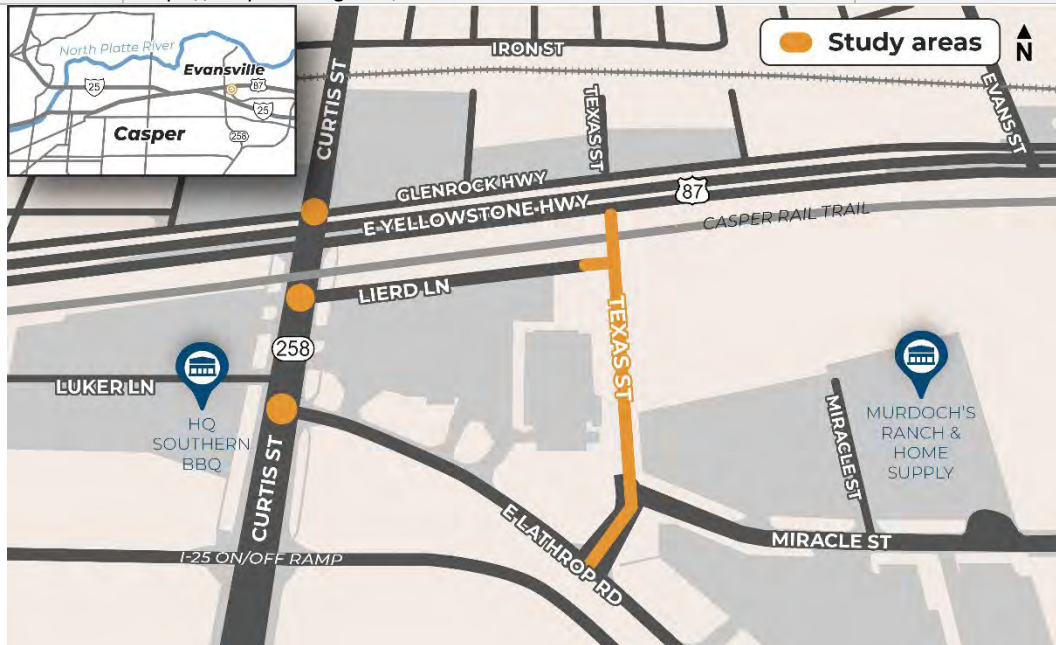 North Platte River
Evansville
25
87
25
Casper
258
Study areas
N
IRON ST
CURTIS ST
TEXAS ST
EVANS ST
GLENROCK HWY
E YELLOWSTONE HWY
87
CASPER RAIL TRAIL
LIERD LN
TEXAS ST
258
LUKER LN
HQ
SOUTHERN
BBQ
MURDOCH'S
RANCH &
HOME
SUPPLY
MIRACLE ST
CURTIS ST
E LATHROP RD
MIRACLE ST
I-25 ON/OFF RAMP